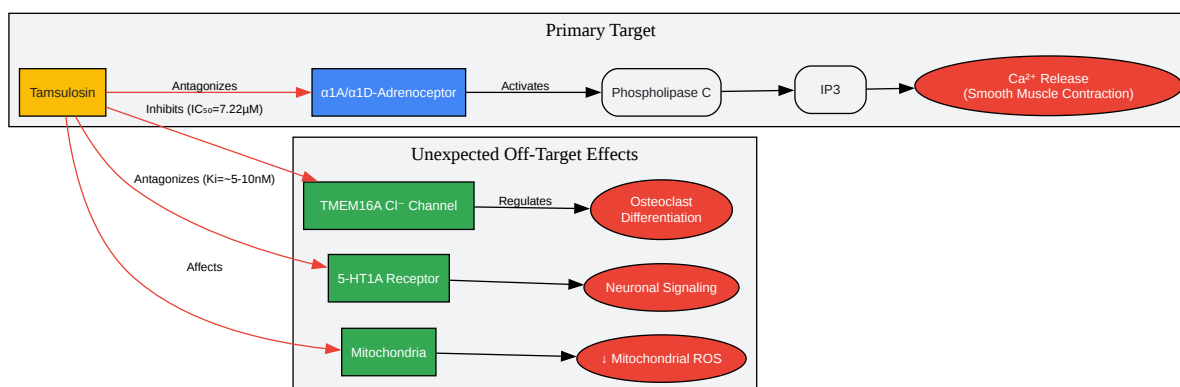 Primary Target
Tamsulosin
Antagonizes
α1A/α1D-Adrenoceptor
Activates
Phospholipase C
IP3
Ca²⁺ Release
(Smooth Muscle Contraction)
Inhibits (IC₅₀=7.22µM)
Unexpected Off-Target Effects
Antagonizes (Ki=~5-10nM)
TMEM16A Cl⁻ Channel
Regulates
Osteoclast
Differentiation
Affects
5-HT1A Receptor
Neuronal Signaling
Mitochondria
↓ Mitochondrial ROS